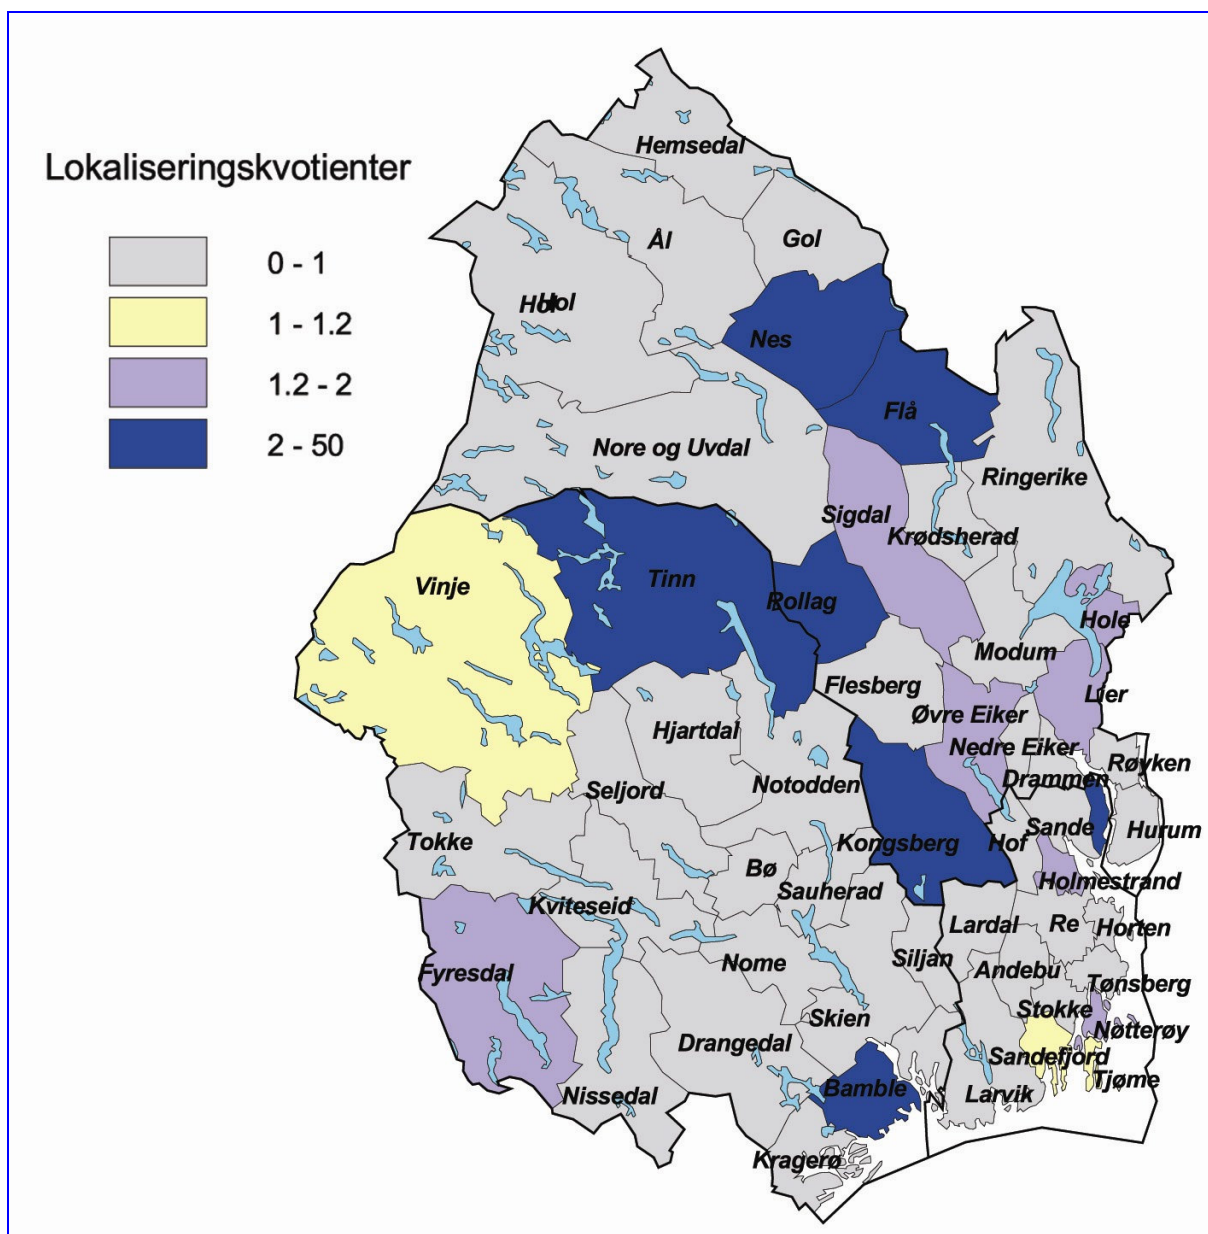 Lokaliseringskvotienter
0 - 1
1 - 1.2
1.2 - 2
2 - 50
Hemsedal
Ål
Gol
Hol
Hol
Nes
Flå
Nore og Uvdal
Ringerike
Sigdal
Krødsherad
Vinje
Tinn
Rollag
Hole
Modum
Flesberg
Lier
Øvre Eiker
Hjartdal
Nedre Eiker
Røyken
Notodden
Drammen
Seljord
Sande
Hurum
Tokke
Kongsberg
Hof
Bø
Sauherad
Holmestrand
Kviteseid
Lardal
Re
Horten
Siljan
Nome
Fyresdal
Andebu
Tønsberg
Stokke
Skien
Nøtterøy
Drangedal
Sandefjord
Tjøme
Nissedal
Bamble
Larvik
Kragerø